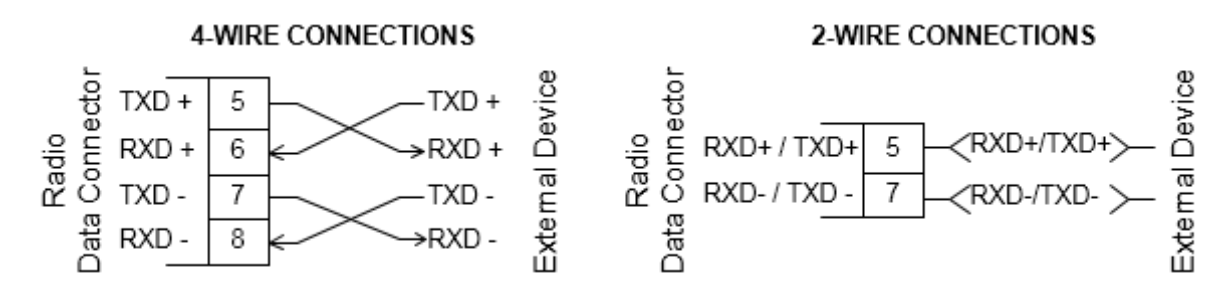 4-WIRE CONNECTIONS
Radio
Data Connector
TXD + 5 TXD +
RXD + 6 RXD +
TXD - 7 TXD -
RXD - 8 RXD -
External Device
2-WIRE CONNECTIONS
Radio
Data Connector
RXD+ / TXD+ 5 RXD+/TXD+
RXD- / TXD - 7 RXD-/TXD-
External Device